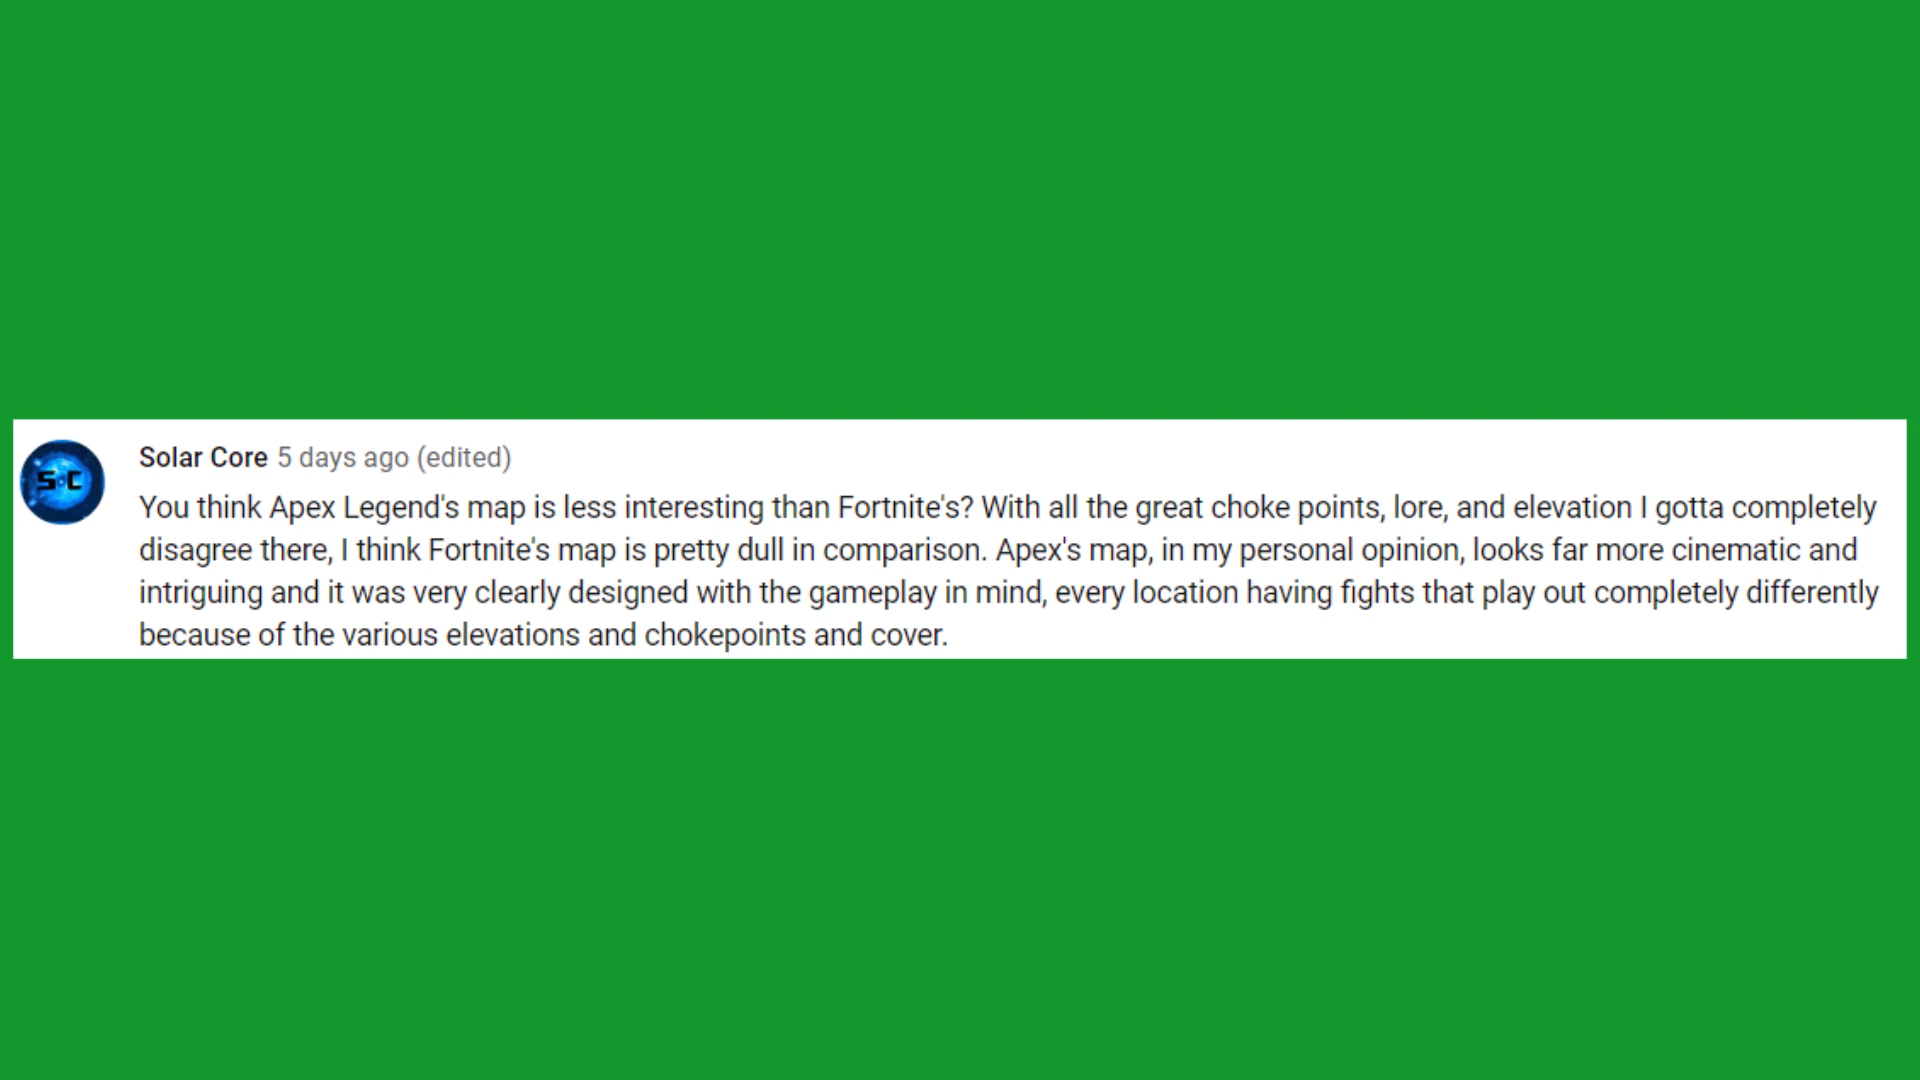 S C
Solar Core 5 days ago (edited)
You think Apex Legend's map is less interesting than Fortnite's? With all the great choke points, lore, and elevation I gotta completely
disagree there, I think Fortnite's map is pretty dull in comparison. Apex's map, in my personal opinion, looks far more cinematic and
intriguing and it was very clearly designed with the gameplay in mind, every location having fights that play out completely differently
because of the various elevations and chokepoints and cover.